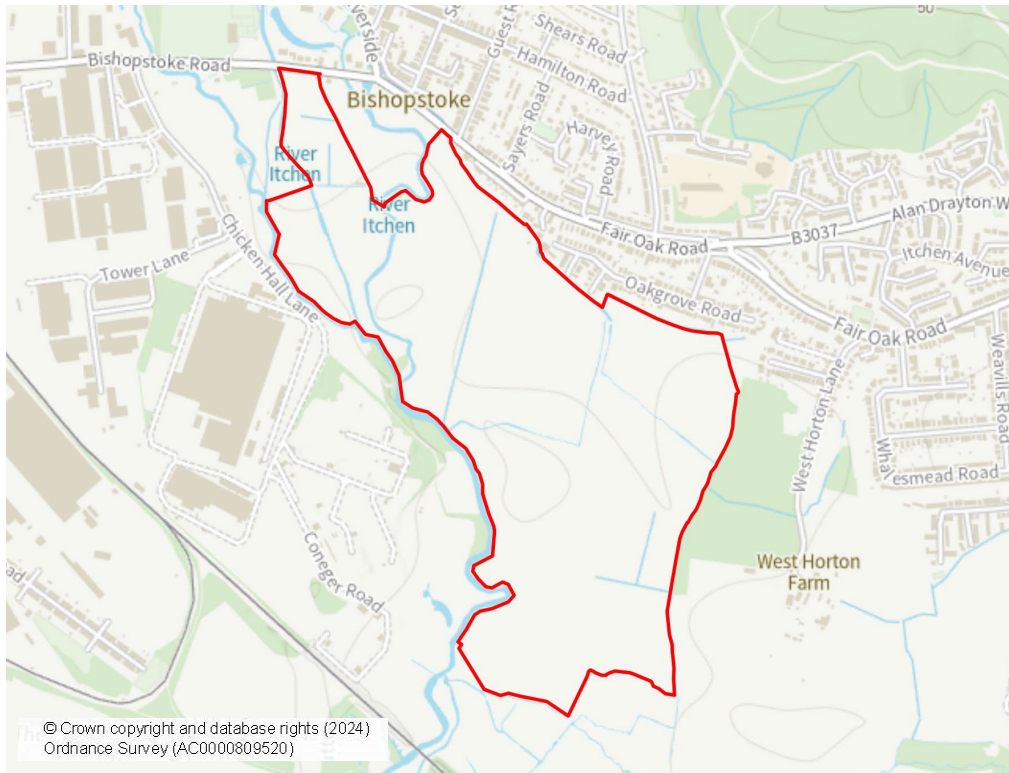 50
Shears Road
Guest R
Hamilton Road
Bishopstoke Road
Bishopstoke
Sayers Road
Harvey Road
River
Itchen
River
Itchen
Alan Drayton W
B3037
Fair Oak Road
Itchen Avenue
Chicken Hall Lane
Tower Lane
Oakgrove Road
Fair Oak Road
Weavills Road
West Horton Lane
Whalesmead Road
Coneger Road
West Horton
Farm
© Crown copyright and database rights (2024)
Ordnance Survey (AC0000809520)